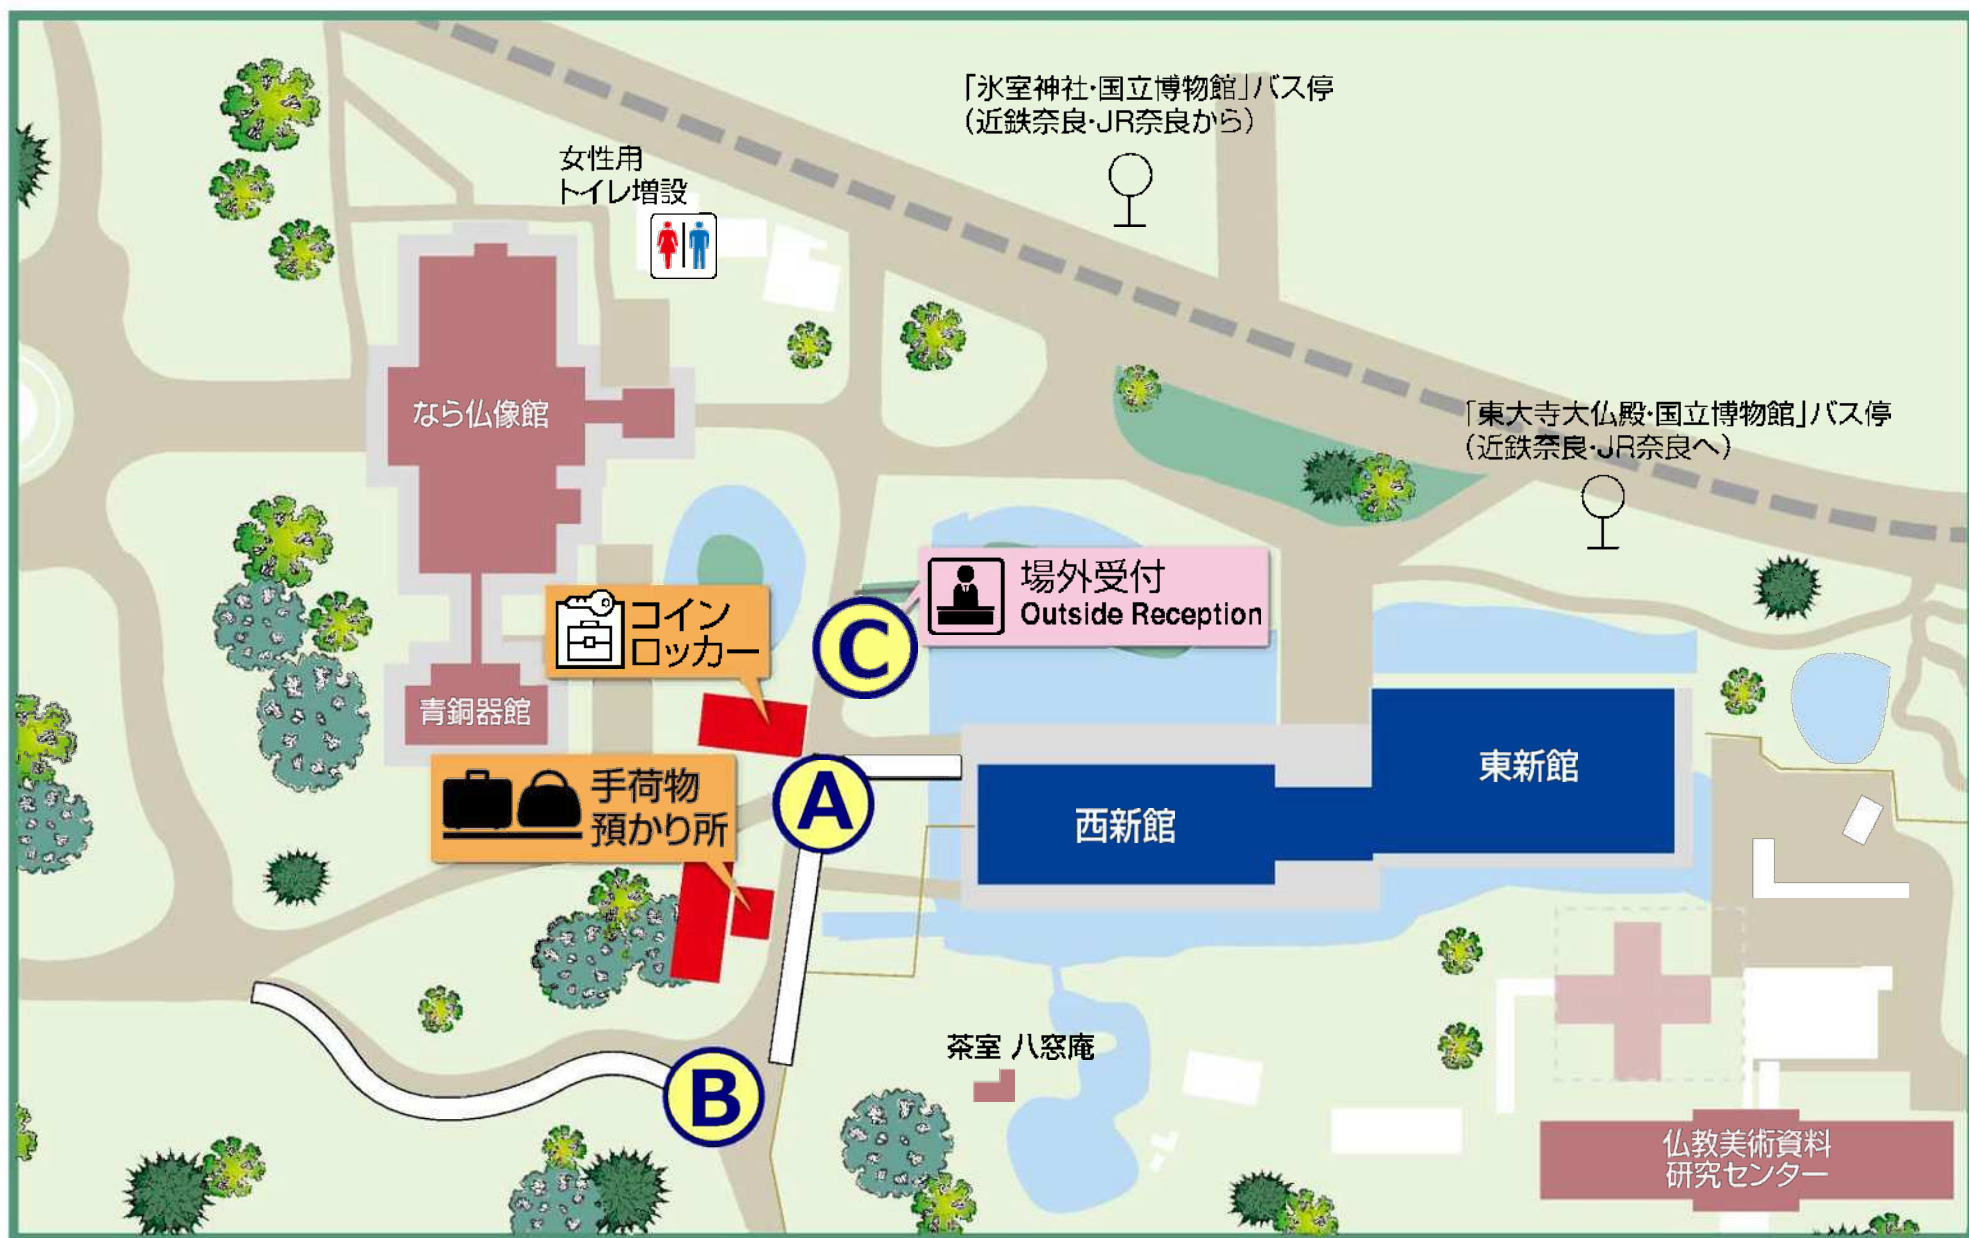 「氷室神社・国立博物館」バス停
(近鉄奈良・JR奈良から)
女性用
トイレ増設
なら仏像館
「東大寺大仏殿・国立博物館」バス停
(近鉄奈良・JR奈良へ)
場外受付
Outside Reception
コイン
ロッカー
C
青銅器館
手荷物
預かり所
A
西新館
東新館
茶室 八窓庵
B
仏教美術資料
研究センター